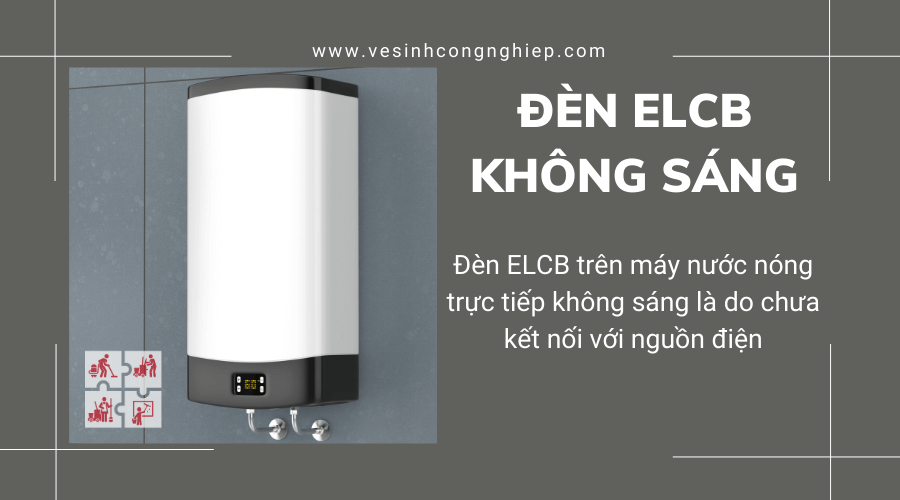 www.vesinhcongnghiep.com
ĐÈN ELCB
KHÔNG SÁNG
Đèn ELCB trên máy nước nóng
trực tiếp không sáng là do chưa
kết nối với nguồn điện